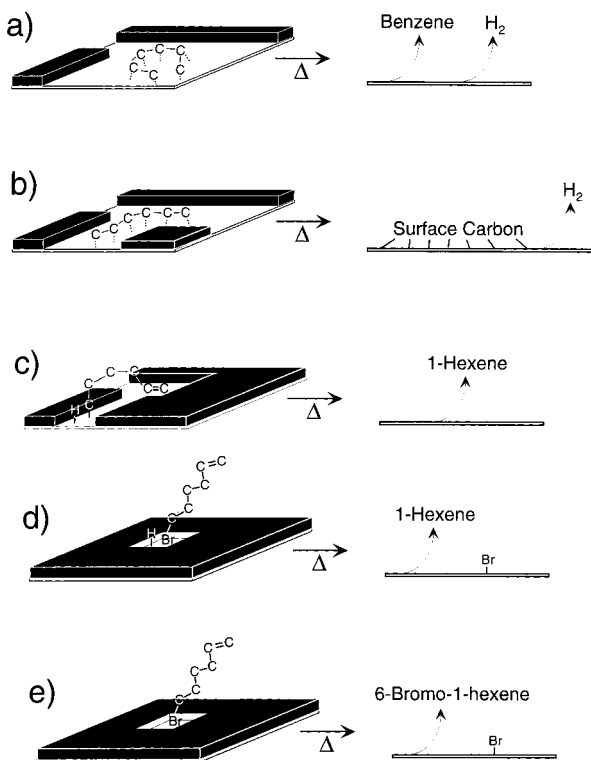 a)
C C C C C C
Δ
Benzene H2
b)
C C C C C C
Δ
Surface Carbon
H2
c)
C C C C C=C
H
Δ
1-Hexene
d)
C=C
C C C C
H Br
Δ
1-Hexene
Br
e)
C=C
C C C C
Br
Δ
6-Bromo-1-hexene
Br